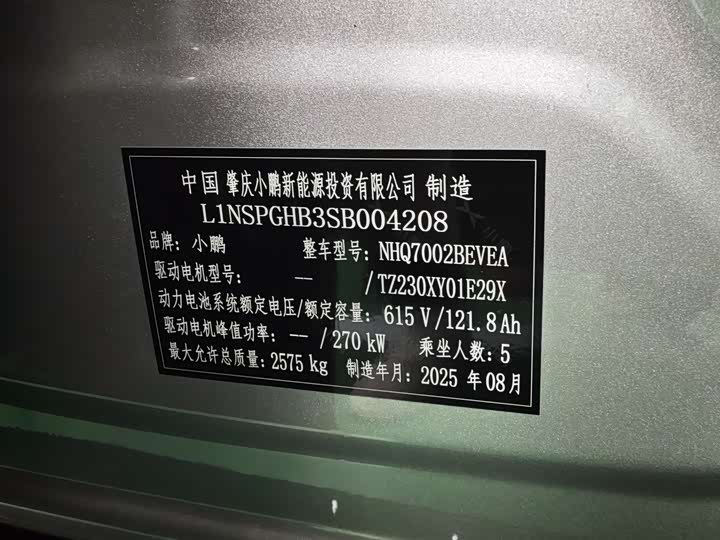 中国 肇庆小鹏新能源投资有限公司 制造
L1NSPGHB3SB004208
品牌：小鹏 整车型号：NHQ7002BEVEA
驱动电机型号： -- /TZ230XY01E29X
动力电池系统额定电压/额定容量：615 V/121.8Ah
驱动电机峰值功率： -- /270 kW 乘坐人数：5
最大允许总质量：2575 kg 制造年月：2025 年08月